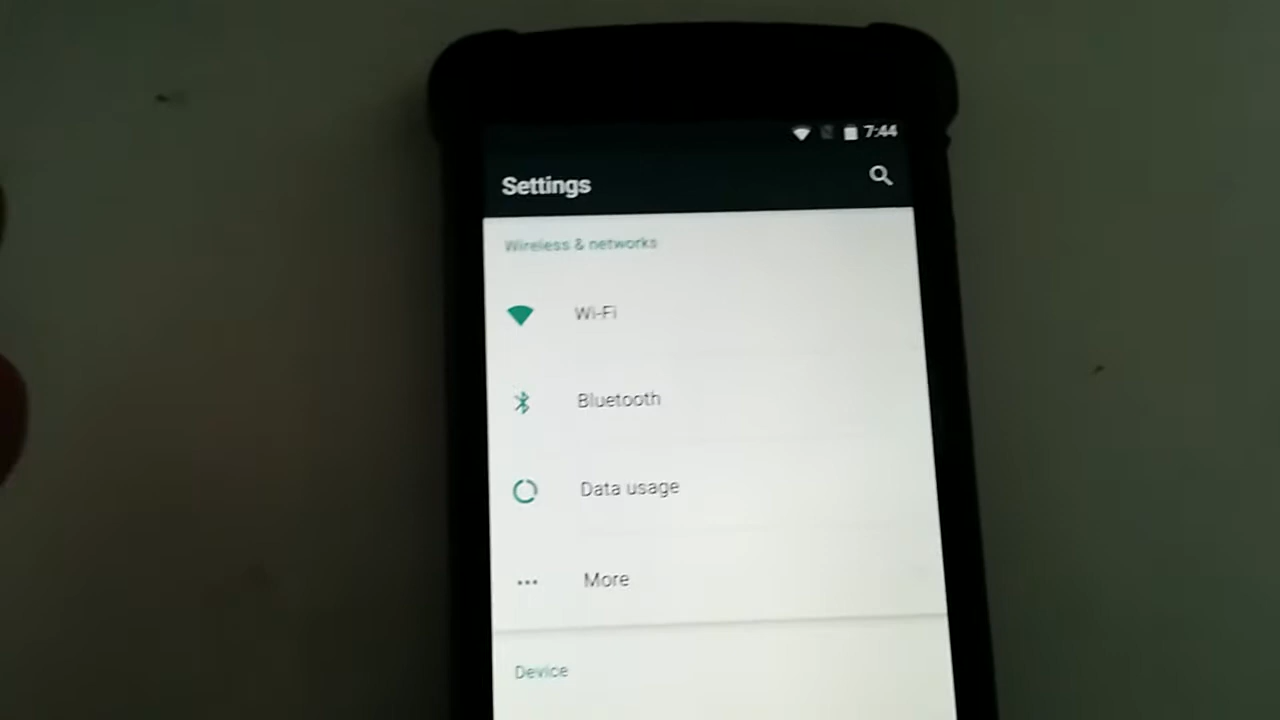 7:44
Settings
Wireless & networks
Wi-Fi
Bluetooth
Data usage
More
Device